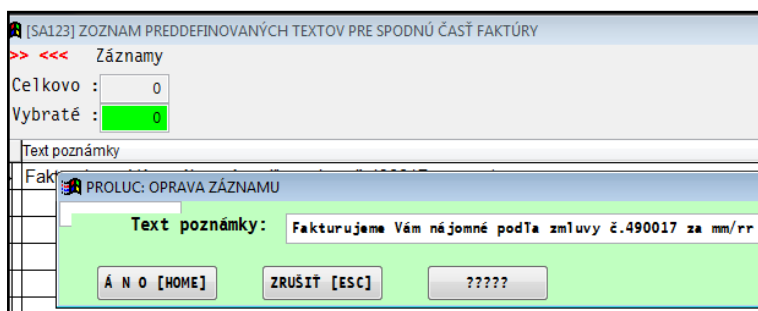 [SA123] ZOZNAM PREDDEFINOVANÝCH TEXTOV PRE SPODNÚ ČASŤ FAKTÚRY
>> <<< Záznamy
Celkovo : 0
Vybraté : 0
Text poznámky
Fakt
PROLUC: OPRAVA ZÁZNAMU
Text poznámky: Fakturujeme Vám nájomné podľa zmluvy č.490017 za mm/rr
Á N O [HOME] ZRUŠIŤ [ESC] ?????